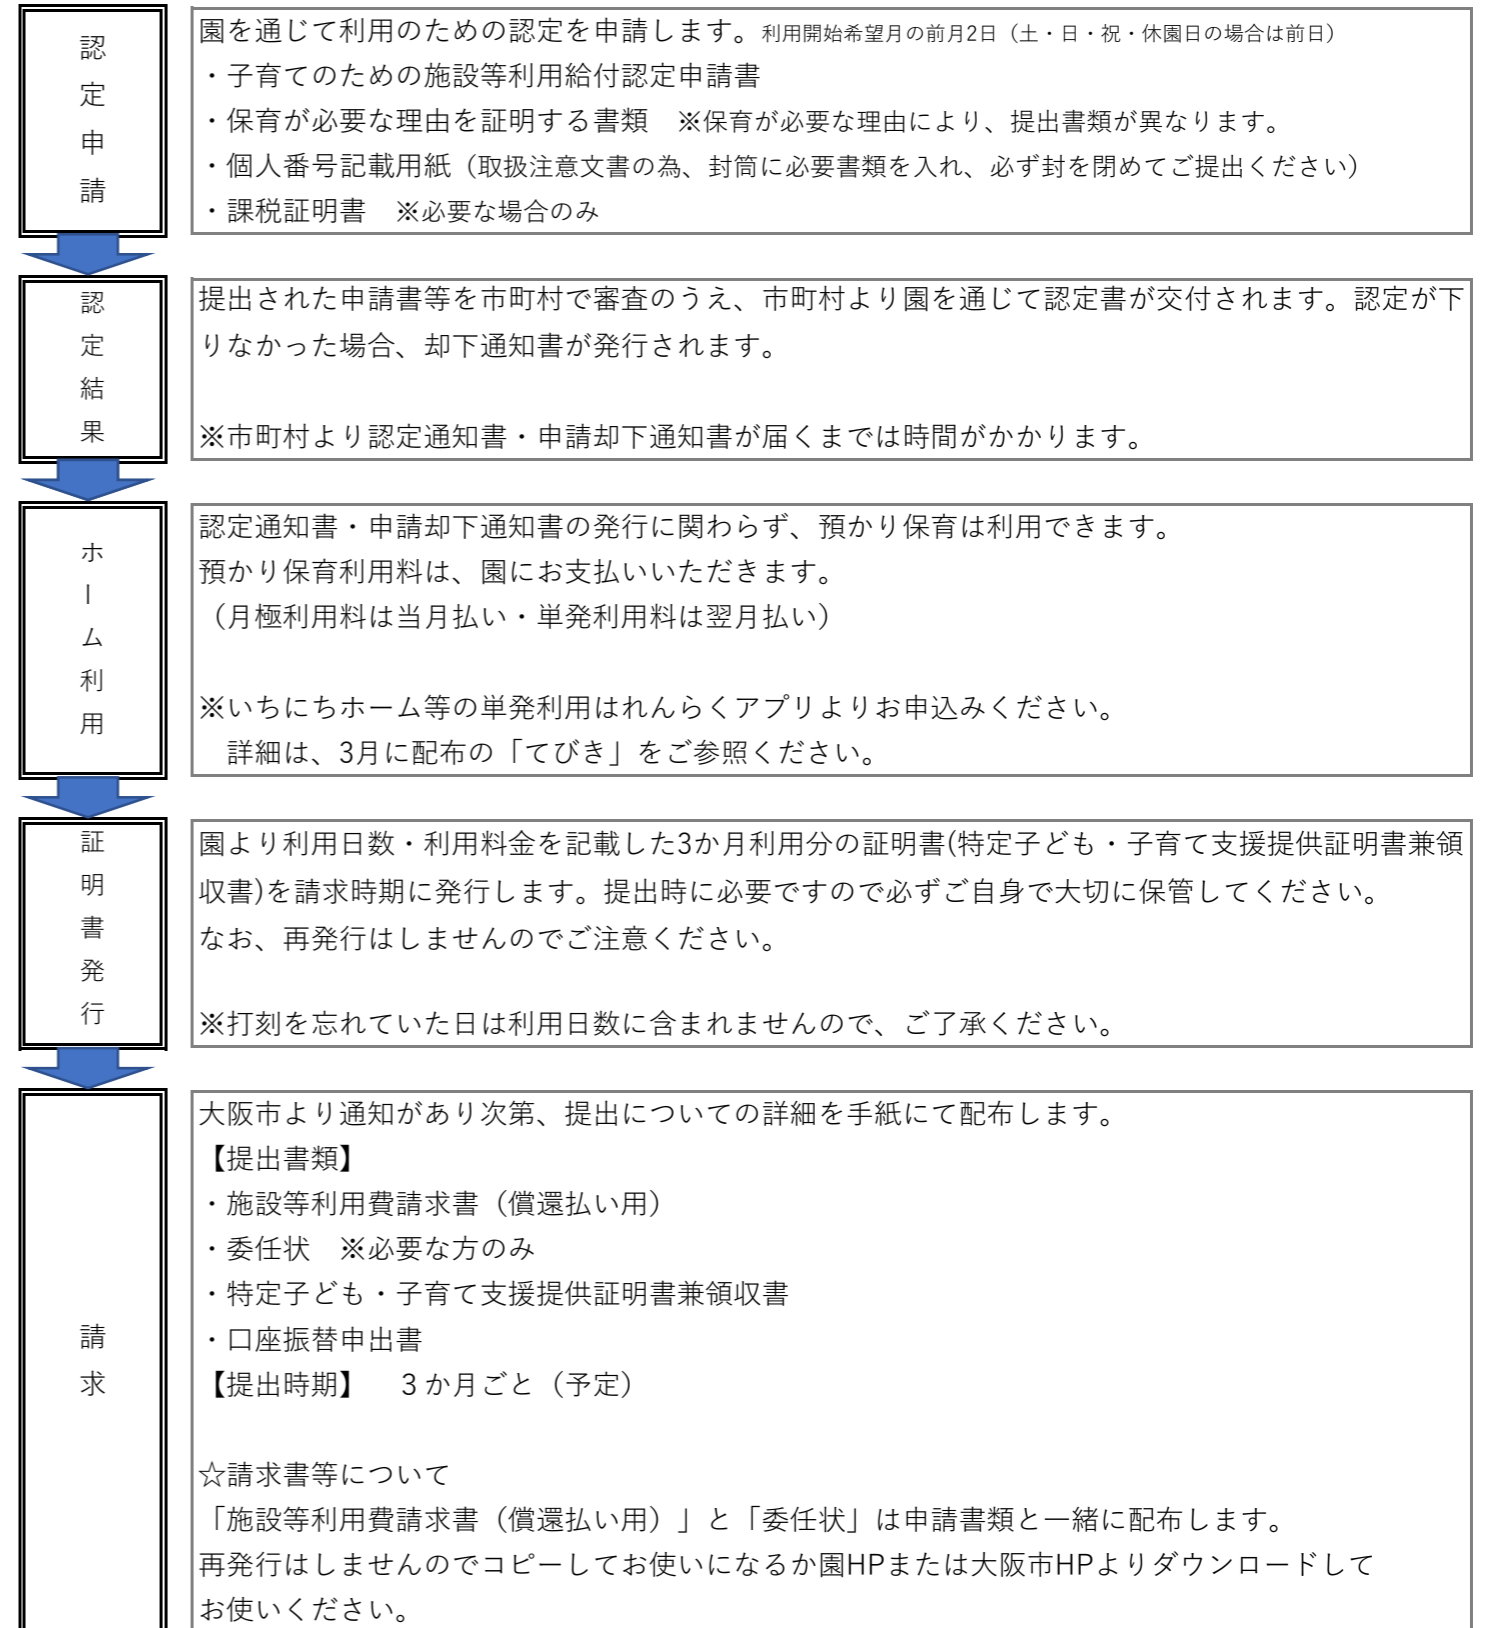 認定申請
園を通じて利用のための認定を申請します。利用開始希望月の前月2日（土・日・祝・休園日の場合は前日）
・子育てのための施設等利用給付認定申請書
・保育が必要な理由を証明する書類　※保育が必要な理由により、提出書類が異なります。
・個人番号記載用紙（取扱注意文書の為、封筒に必要書類を入れ、必ず封を閉めてご提出ください）
・課税証明書　※必要な場合のみ
認定結果
提出された申請書等を市町村で審査のうえ、市町村より園を通じて認定書が交付されます。認定が下
りなかった場合、却下通知書が発行されます。
※市町村より認定通知書・申請却下通知書が届くまでは時間がかかります。
ホーム利用
認定通知書・申請却下通知書の発行に関わらず、預かり保育は利用できます。
預かり保育利用料は、園にお支払いいただきます。
（月極利用料は当月払い・単発利用料は翌月払い）
※いちにちホーム等の単発利用はれんらくアプリよりお申込みください。
詳細は、3月に配布の「てびき」をご参照ください。
証明書発行
園より利用日数・利用料金を記載した3か月利用分の証明書(特定子ども・子育て支援提供証明書兼領
収書)を請求時期に発行します。提出時に必要ですので必ずご自身で大切に保管してください。
なお、再発行はしませんのでご注意ください。
※打刻を忘れていた日は利用日数に含まれませんので、ご了承ください。
請求
大阪市より通知があり次第、提出についての詳細を手紙にて配布します。
【提出書類】
・施設等利用費請求書（償還払い用）
・委任状　※必要な方のみ
・特定子ども・子育て支援提供証明書兼領収書
・口座振替申出書
【提出時期】　３か月ごと（予定）
☆請求書等について
「施設等利用費請求書（償還払い用）」と「委任状」は申請書類と一緒に配布します。
再発行はしませんのでコピーしてお使いになるか園HPまたは大阪市HPよりダウンロードして
お使いください。